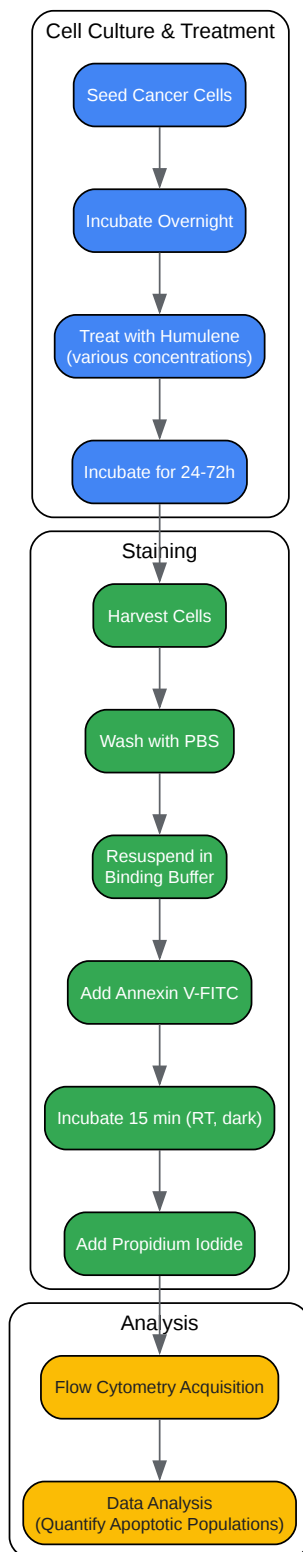 Cell Culture & Treatment
Seed Cancer Cells
Incubate Overnight
Treat with Humulene
(various concentrations)
Incubate for 24-72h
Staining
Harvest Cells
Wash with PBS
Resuspend in
Binding Buffer
Add Annexin V-FITC
Incubate 15 min (RT, dark)
Add Propidium Iodide
Analysis
Flow Cytometry Acquisition
Data Analysis
(Quantify Apoptotic Populations)